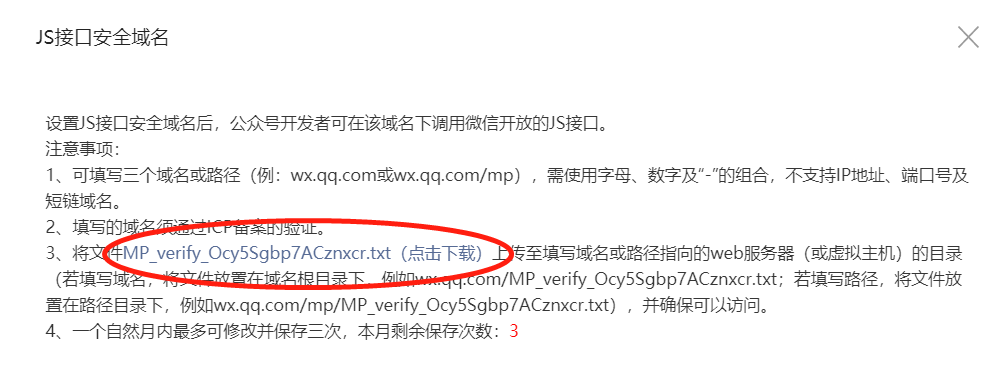 JS接口安全域名
设置JS接口安全域名后，公众号开发者可在该域名下调用微信开放的JS接口。
注意事项：
1、可填写三个域名或路径（例：wx.qq.com或wx.qq.com/mp），需使用字母、数字及“-”的组合，不支持IP地址、端口号及
短链域名。
2、填写的域名须通过ICP备案的验证。
3、将文件MP_verify_Ocy5Sgbp7ACznxcr.txt（点击下载）上传至填写域名或路径指向的web服务器（或虚拟主机）的目录
（若填写域名，将文件放置在域名根目录下，例如wx.qq.com/MP_verify_Ocy5Sgbp7ACznxcr.txt；若填写路径，将文件放
置在路径目录下，例如wx.qq.com/mp/MP_verify_Ocy5Sgbp7ACznxcr.txt），并确保可以访问。
4、一个自然月内最多可修改并保存三次，本月剩余保存次数：3